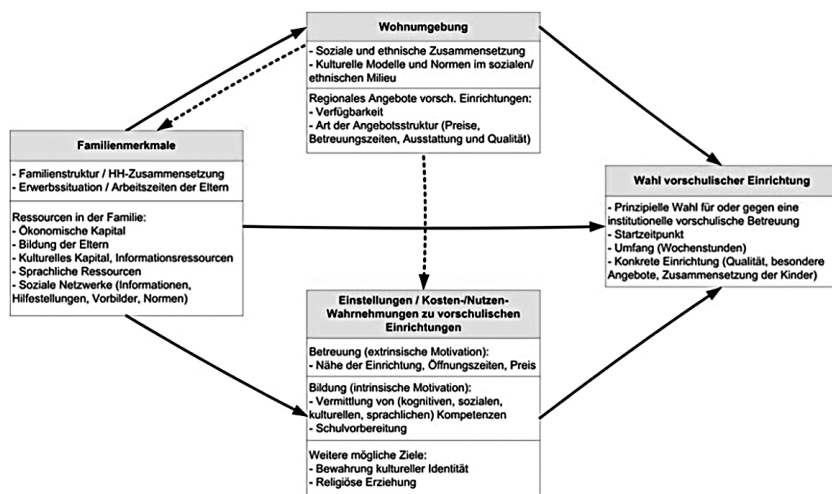 Wohnumgebung
- Soziale und ethnische Zusammensetzung
- Kulturelle Modelle und Normen im sozialen/
ethnischen Milieu
Regionales Angebote vorsch. Einrichtungen:
- Verfügbarkeit
- Art der Angebotsstruktur (Preise,
Betreuungszeiten, Ausstattung und Qualität)
Familienmerkmale
- Familienstruktur / HH-Zusammensetzung
- Erwerbssituation / Arbeitszeiten der Eltern
Ressourcen in der Familie:
- Ökonomische Kapital
- Bildung der Eltern
- Kulturelles Kapital, Informationsressourcen
- Sprachliche Ressourcen
- Soziale Netzwerke (Informationen,
Hilfestellungen, Vorbilder, Normen)
Wahl vorschulischer Einrichtung
- Prinzipielle Wahl für oder gegen eine
institutionelle vorschulische Betreuung
- Startzeitpunkt
- Umfang (Wochenstunden)
- Konkrete Einrichtung (Qualität, besondere
Angebote, Zusammensetzung der Kinder)
Einstellungen / Kosten-/Nutzen-
Wahrnehmungen zu vorschulischen
Einrichtungen
Betreuung (extrinsische Motivation):
- Nähe der Einrichtung, Öffnungszeiten, Preis
Bildung (intrinsische Motivation):
- Vermittlung von (kognitiven, sozialen,
kulturellen, sprachlichen) Kompetenzen
- Schulvorbereitung
Weitere mögliche Ziele:
- Bewahrung kultureller Identität
- Religiöse Erziehung